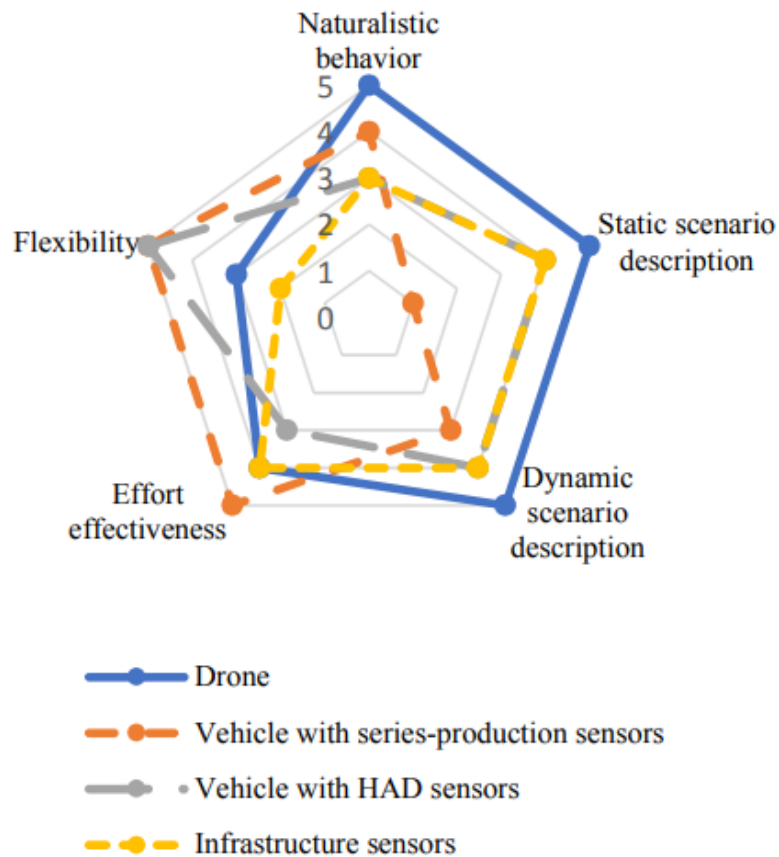 Naturalistic
behavior
5
4
3
2
1
0
Flexibility
Static scenario
description
Effort
effectiveness
Dynamic
scenario
description
Drone
Vehicle with series-production sensors
Vehicle with HAD sensors
Infrastructure sensors